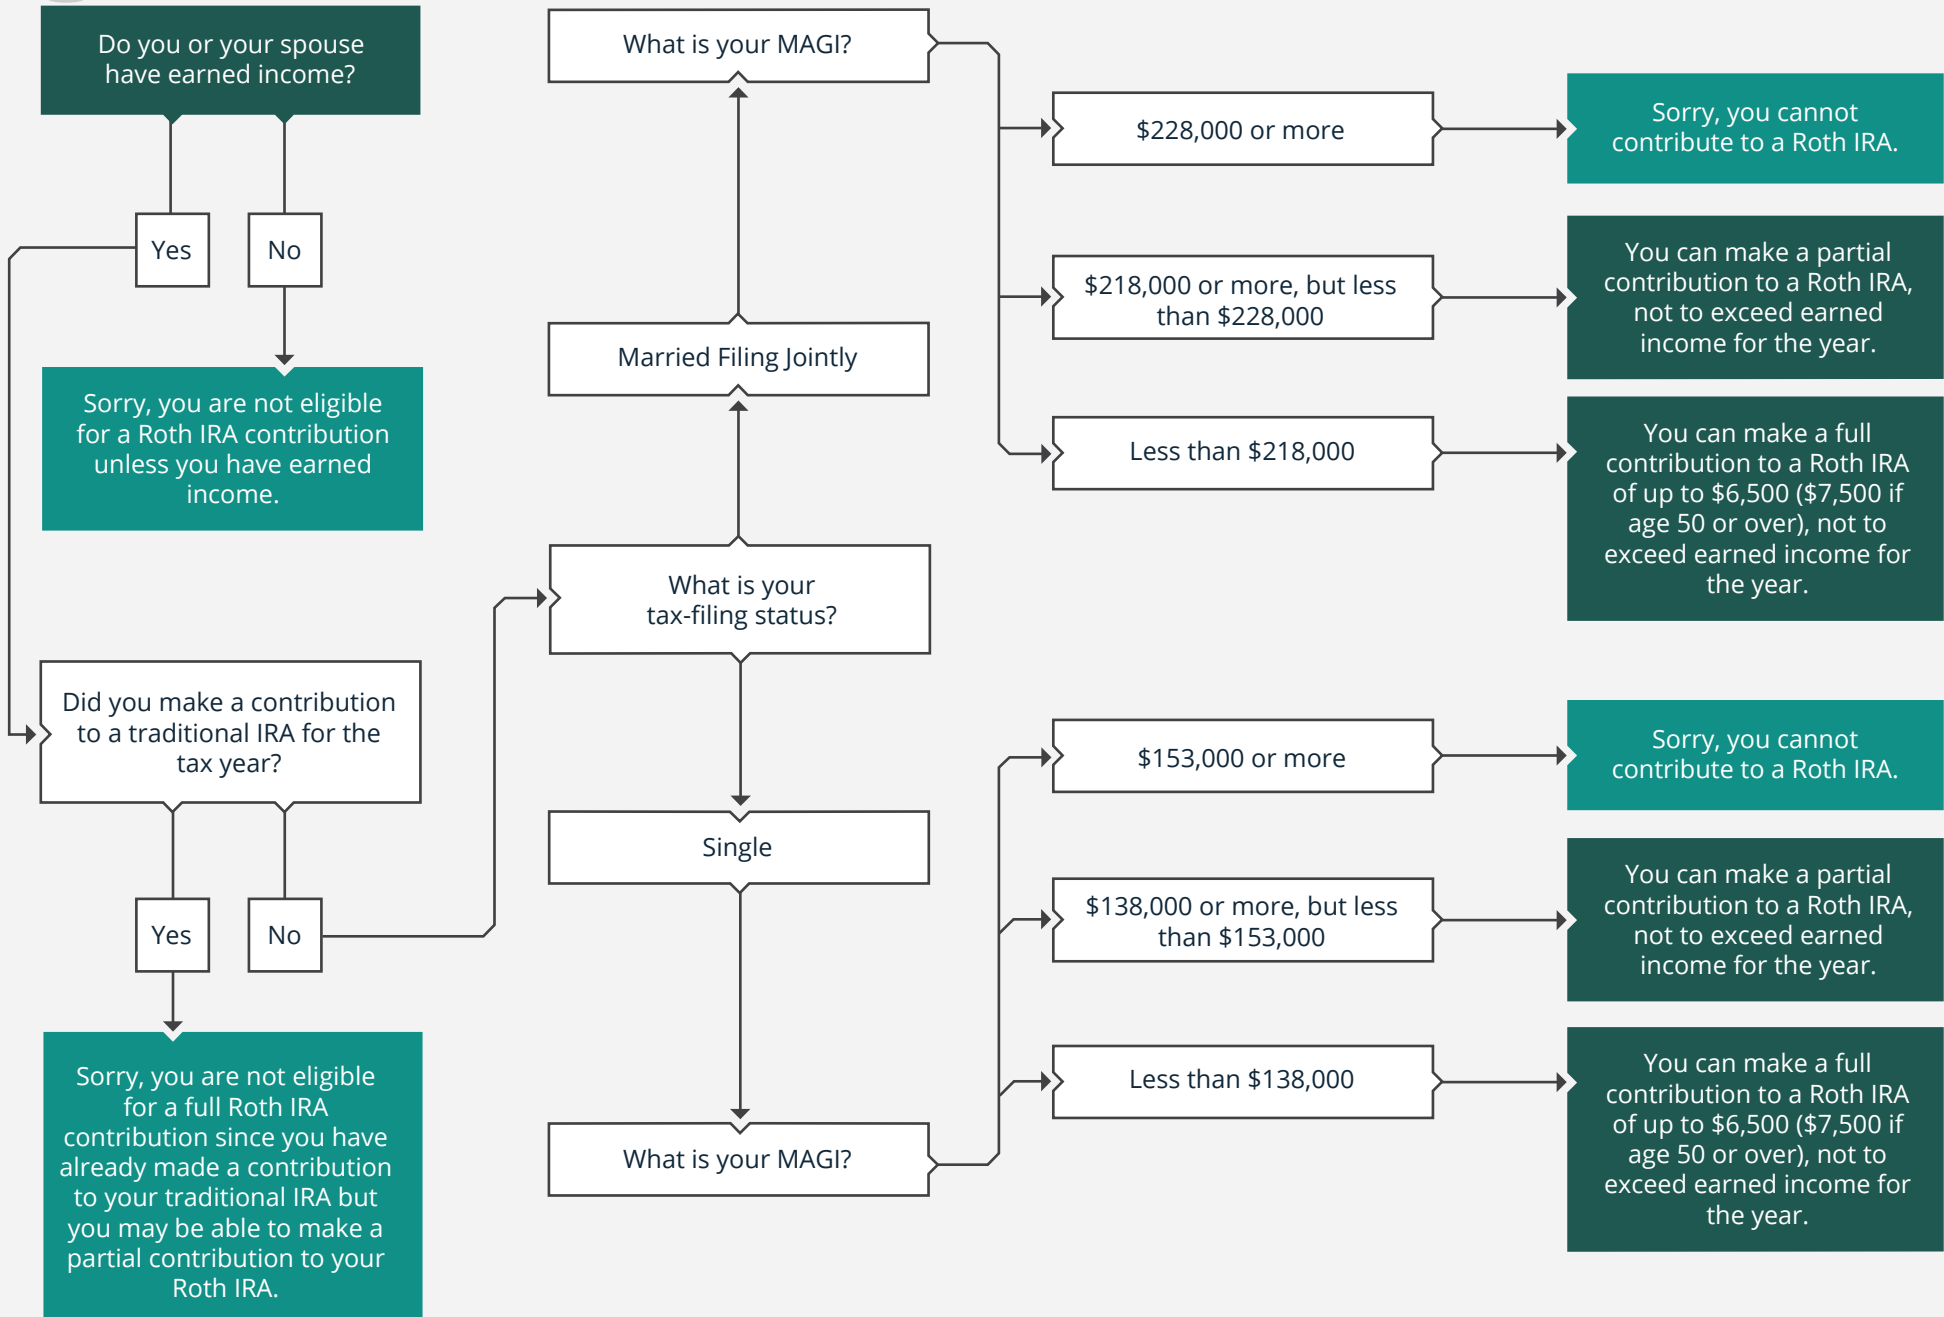 Do you or your spouse
have earned income?
Yes
No
Sorry, you are not eligible
for a Roth IRA contribution
unless you have earned
income.
Did you make a contribution
to a traditional IRA for the
tax year?
Yes
No
Sorry, you are not eligible
for a full Roth IRA
contribution since you have
already made a contribution
to your traditional IRA but
you may be able to make a
partial contribution to your
Roth IRA.
What is your MAGI?
Married Filing Jointly
What is your
tax-filing status?
Single
What is your MAGI?
$228,000 or more
$218,000 or more, but less
than $228,000
Less than $218,000
$153,000 or more
$138,000 or more, but less
than $153,000
Less than $138,000
Sorry, you cannot
contribute to a Roth IRA.
You can make a partial
contribution to a Roth IRA,
not to exceed earned
income for the year.
You can make a full
contribution to a Roth IRA
of up to $6,500 ($7,500 if
age 50 or over), not to
exceed earned income for
the year.
Sorry, you cannot
contribute to a Roth IRA.
You can make a partial
contribution to a Roth IRA,
not to exceed earned
income for the year.
You can make a full
contribution to a Roth IRA
of up to $6,500 ($7,500 if
age 50 or over), not to
exceed earned income for
the year.